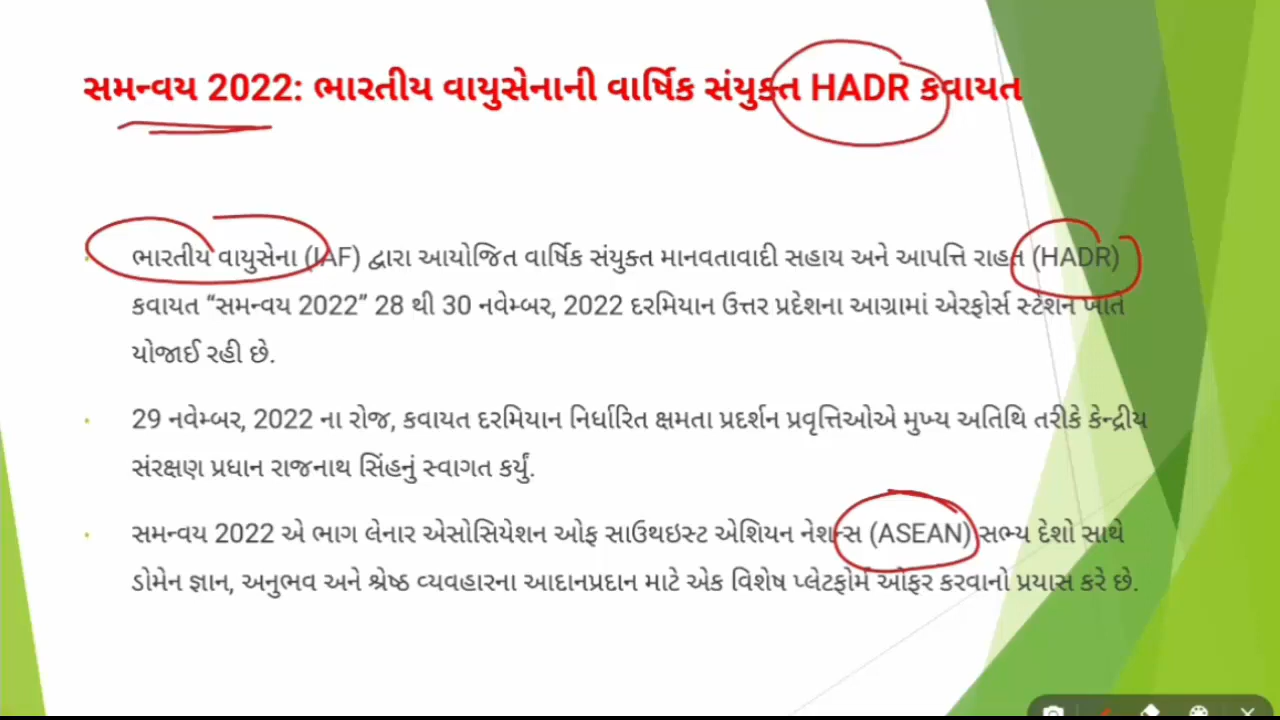 સમન્વય 2022: ભારતીય વાયુસેનાની વાર્ષિક સંયુક્ત HADR કવાયત
ભારતીય વાયુસેના (IAF) દ્વારા આયોજિત વાર્ષિક સંયુક્ત માનવતાવાદી સહાય અને આપત્તિ રાહત (HADR)
કવાયત “સમન્વય 2022” 28 થી 30 નવેમ્બર, 2022 દરમિયાન ઉત્તર પ્રદેશના આગ્રામાં એરફોર્સ સ્ટેશન ખાતે
યોજાઈ રહી છે.
29 નવેમ્બર, 2022 ના રોજ, કવાયત દરમિયાન નિર્ધારિત ક્ષમતા પ્રદર્શન પ્રવૃત્તિઓએ મુખ્ય અતિથિ તરીકે કેન્દ્રીય
સંરક્ષણ પ્રધાન રાજનાથ સિંહનું સ્વાગત કર્યું.
સમન્વય 2022 એ ભાગ લેનાર એસોસિયેશન ઓફ સાઉથઇસ્ટ એશિયન નેશન્સ (ASEAN) સભ્ય દેશો સાથે
ડોમેન જ્ઞાન, અનુભવ અને શ્રેષ્ઠ વ્યવહારના આદાનપ્રદાન માટે એક વિશેષ પ્લેટફોર્મ ઓફર કરવાનો પ્રયાસ કરે છે.